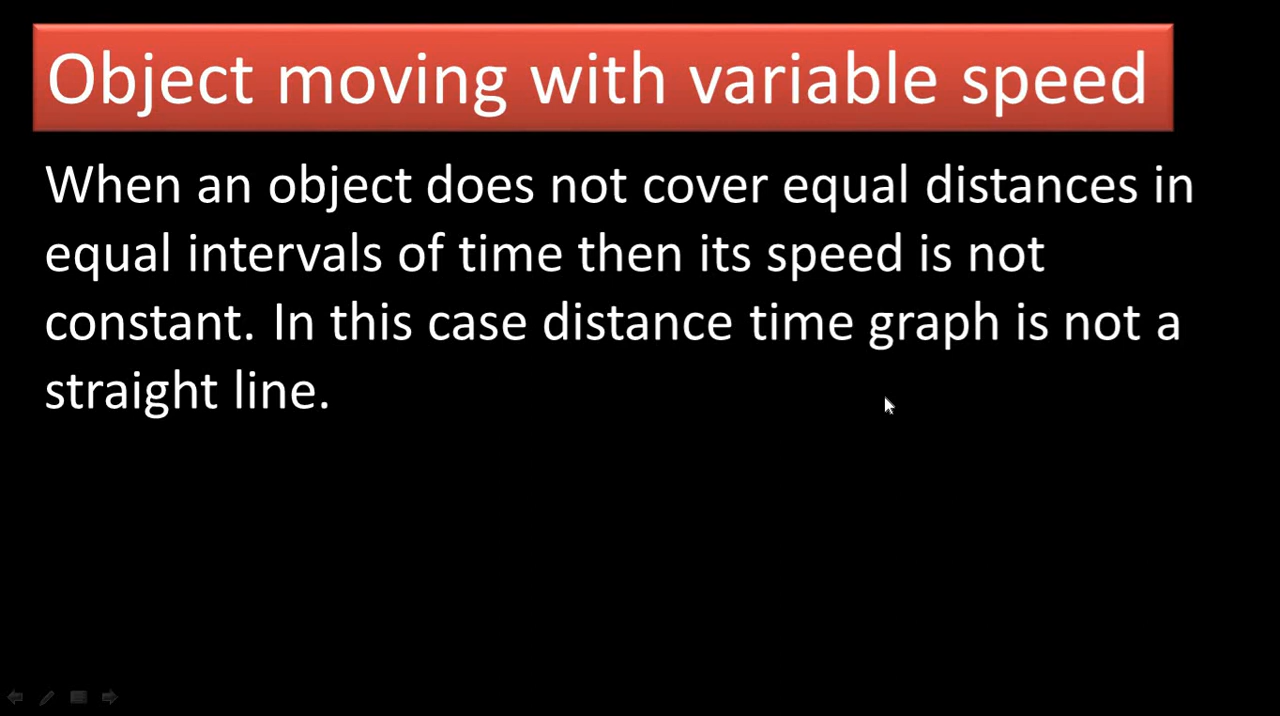 Object moving with variable speed
When an object does not cover equal distances in
equal intervals of time then its speed is not
constant. In this case distance time graph is not a
straight line.